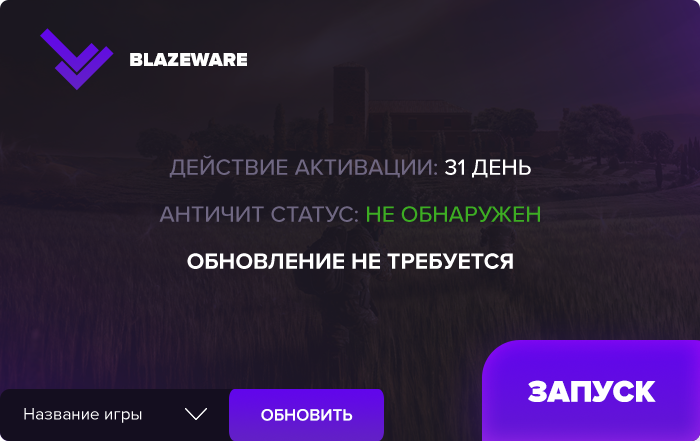 BLAZEWARE
ДЕЙСТВИЕ АКТИВАЦИИ: 31 ДЕНЬ
АНТИЧИТ СТАТУС: НЕ ОБНАРУЖЕН
ОБНОВЛЕНИЕ НЕ ТРЕБУЕТСЯ
ЗАПУСК
Название игры
ОБНОВИТЬ